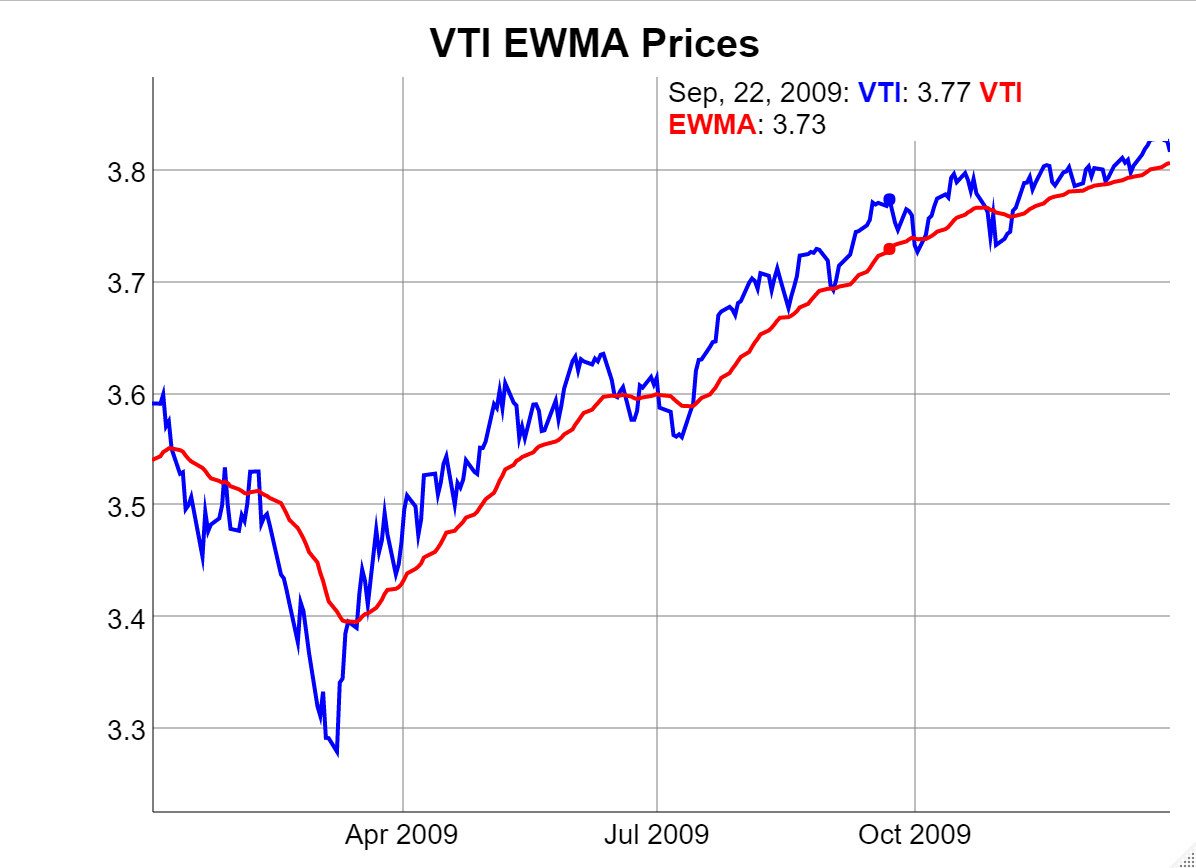 VTI EWMA Prices
Sep, 22, 2009: VTI: 3.77 VTI
EWMA: 3.73
3.8
3.7
3.6
3.5
3.4
3.3
Apr 2009
Jul 2009
Oct 2009